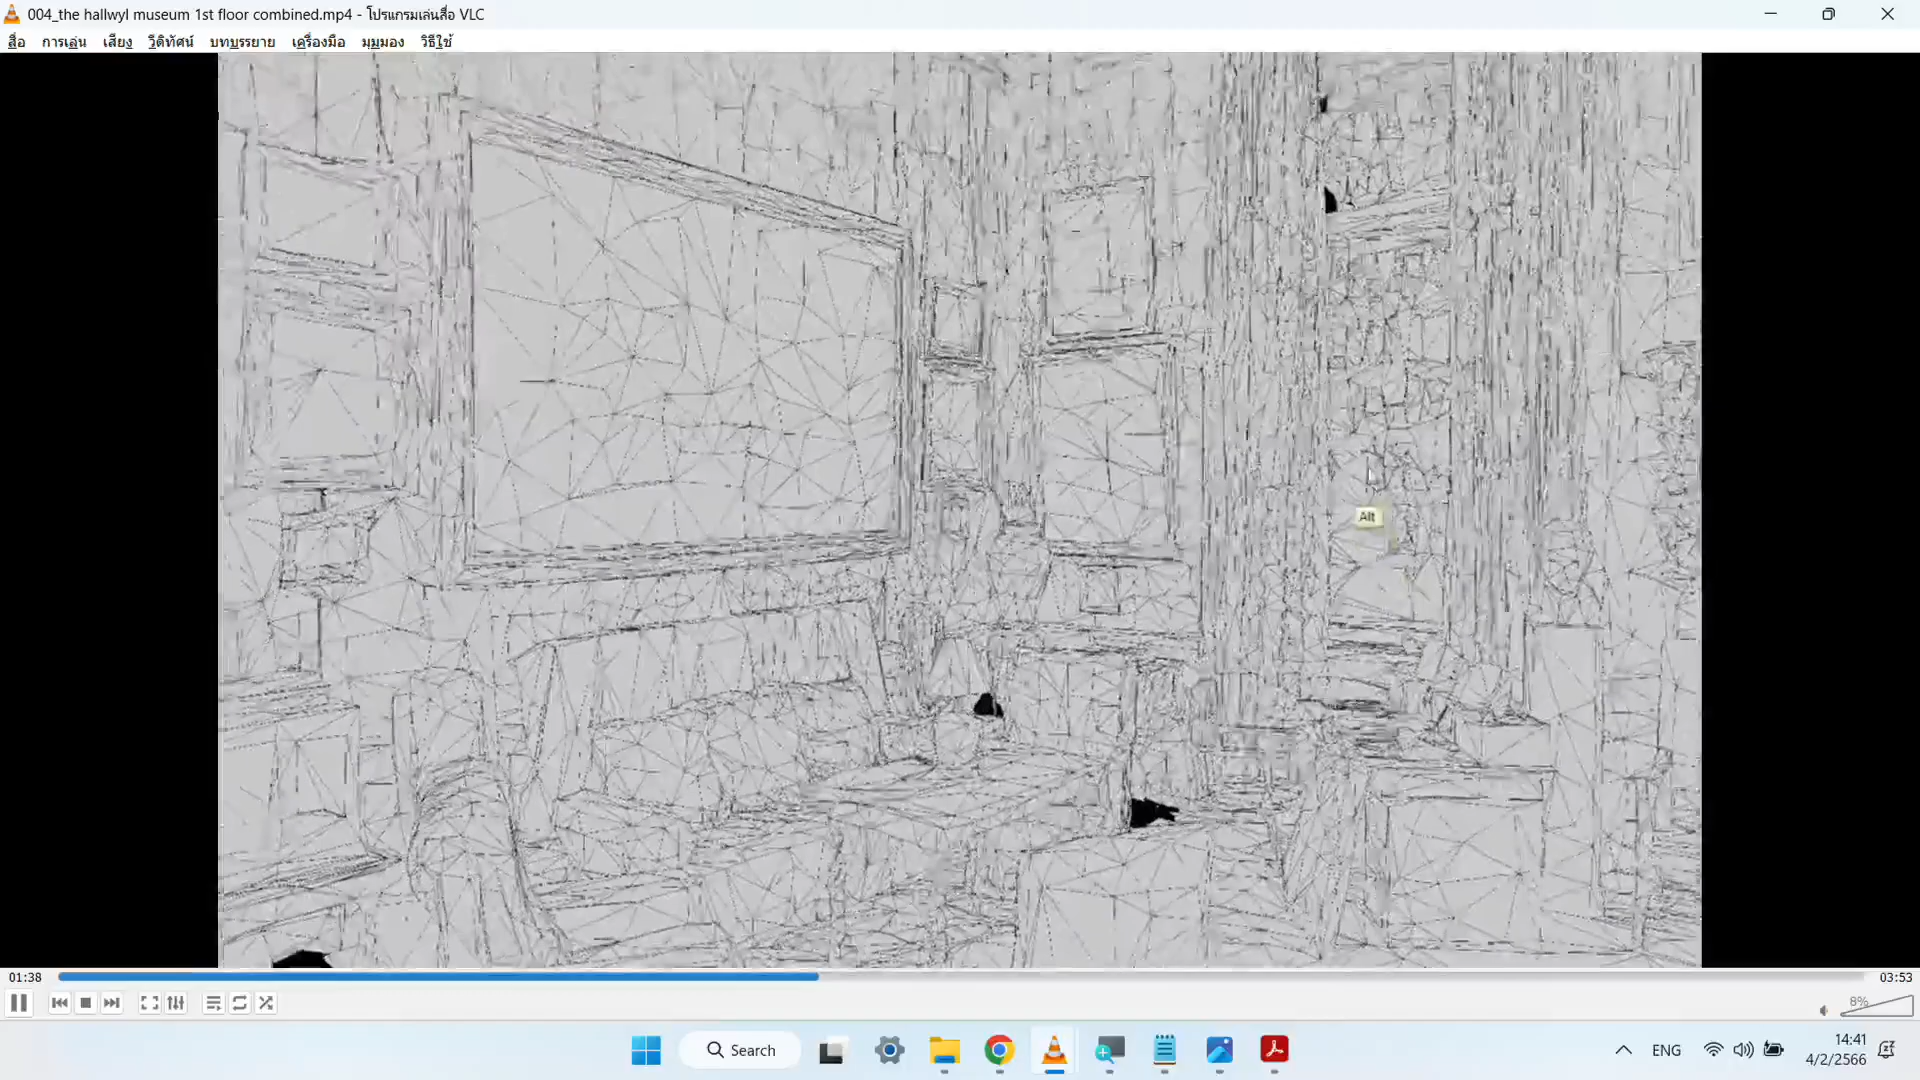 004_the hallwyl museum 1st floor combined.mp4 - โปรแกรมเล่นสื่อ VLC
สื่อ การเล่น เสียง วีดิทัศน์ บทบรรยาย เครื่องมือ มุมมอง วิธีใช้
Alt
01:38 03:53
8%
Search
ENG
14:41
4/2/2566